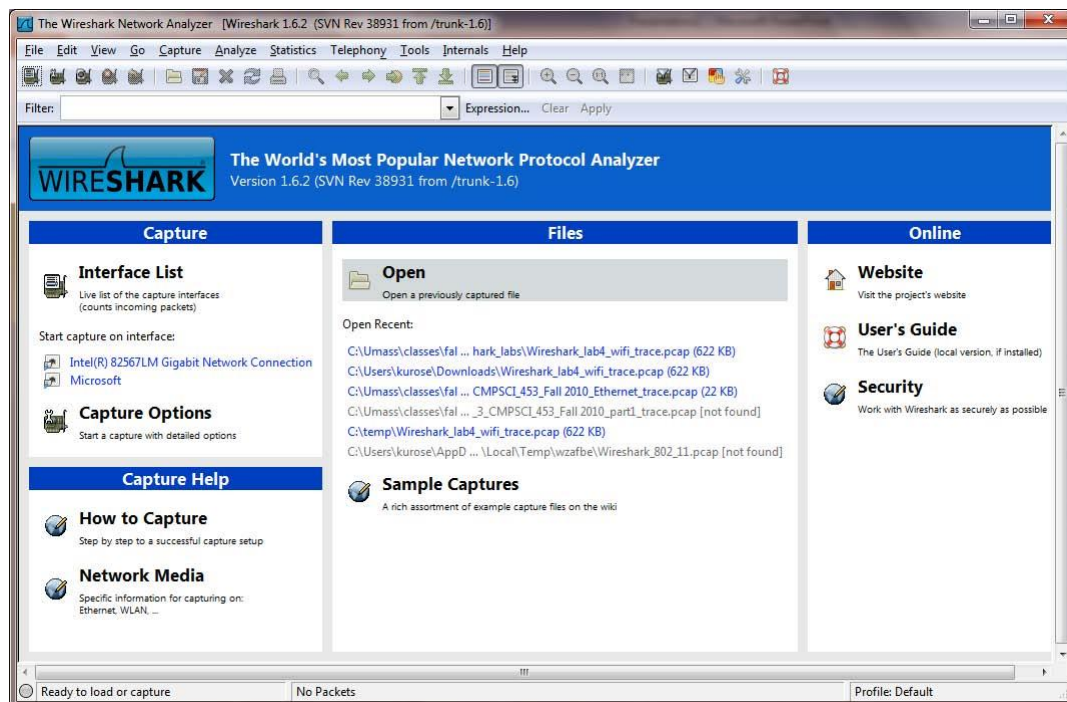 The Wireshark Network Analyzer [Wireshark 1.6.2 (SVN Rev 38931 from /trunk-1.6)]
File Edit View Go Capture Analyze Statistics Telephony Tools Internals Help
Filter: Expression... Clear Apply
WIRESHARK
The World's Most Popular Network Protocol Analyzer
Version 1.6.2 (SVN Rev 38931 from /trunk-1.6)
Capture
Interface List
Live list of the capture interfaces
(counts incoming packets)
Start capture on interface:
Intel(R) 82567LM Gigabit Network Connection
Microsoft
Capture Options
Start a capture with detailed options
Capture Help
How to Capture
Step by step to a successful capture setup
Network Media
Specific information for capturing on:
Ethernet, WLAN, ...
Files
Open
Open a previously captured file
Open Recent:
C:\Umass\classes\fal ... hark_labs\Wireshark_lab4_wifi_trace.pcap (622 KB)
C:\Users\kurose\Downloads\Wireshark_lab4_wifi_trace.pcap (622 KB)
C:\Umass\classes\fal ... CMPSCI_453_Fall 2010_Ethernet_trace.pcap (22 KB)
C:\Umass\classes\fal ... _3_CMPSCI_453_Fall 2010_part1_trace.pcap [not found]
C:\temp\Wireshark_lab4_wifi_trace.pcap (622 KB)
C:\Users\kurose\AppD ... \Local\Temp\wzafbe\Wireshark_802_11.pcap [not found]
Sample Captures
A rich assortment of example capture files on the wiki
Online
Website
Visit the project's website
User's Guide
The User's Guide (local version, if installed)
Security
Work with Wireshark as securely as possible
Ready to load or capture
No Packets
Profile: Default